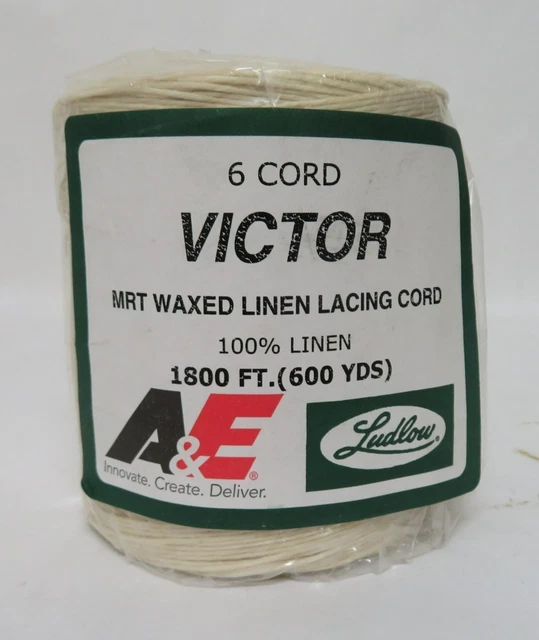 6 CORD
VICTOR
MRT WAXED LINEN LACING CORD
100% LINEN
1800 FT.(600 YDS)
A&E®
Innovate. Create. Deliver.
Ludlow®